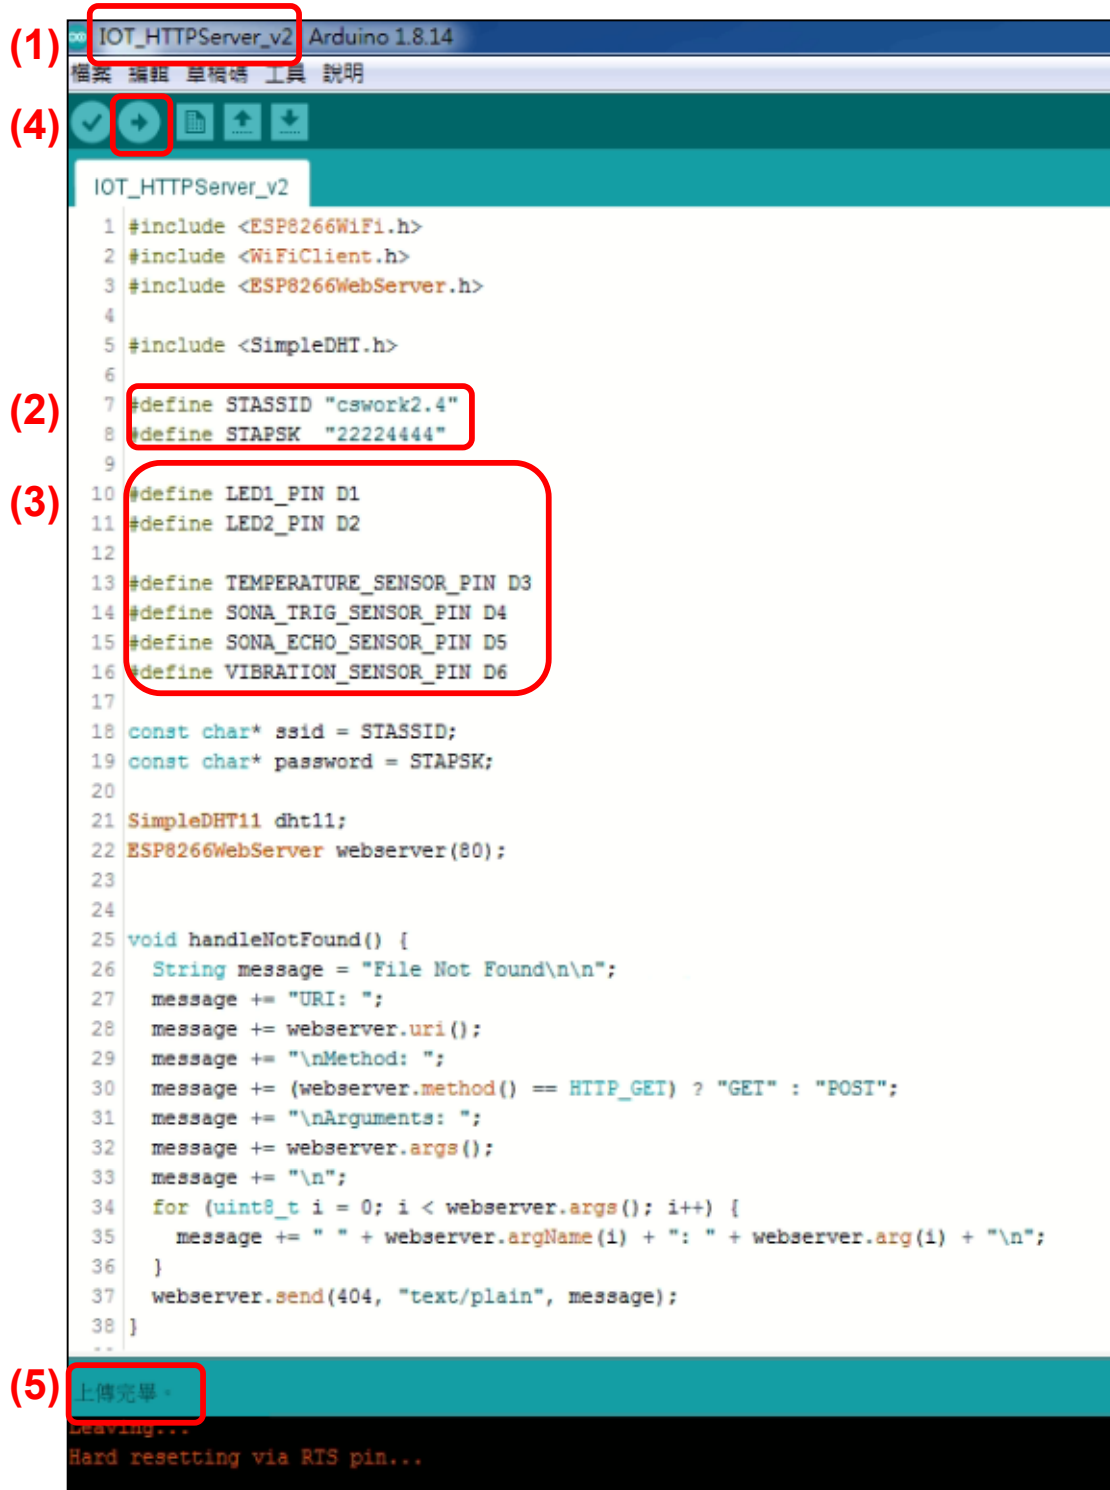 (1) IOT_HTTPServer_v2 Arduino 1.8.14
檔案 編輯 草稿碼 工具 說明
(4)
IOT_HTTPServer_v2
1 #include <ESP8266WiFi.h>
2 #include <WiFiClient.h>
3 #include <ESP8266WebServer.h>
4
5 #include <SimpleDHT.h>
6
(2) 7 #define STASSID "cswork2.4"
8 #define STAPSK "22224444"
9
(3) 10 #define LED1_PIN D1
11 #define LED2_PIN D2
12
13 #define TEMPERATURE_SENSOR_PIN D3
14 #define SONA_TRIG_SENSOR_PIN D4
15 #define SONA_ECHO_SENSOR_PIN D5
16 #define VIBRATION_SENSOR_PIN D6
17
18 const char* ssid = STASSID;
19 const char* password = STAPSK;
20
21 SimpleDHT11 dht11;
22 ESP8266WebServer webserver(80);
23
24
25 void handleNotFound() {
26 String message = "File Not Found\n\n";
27 message += "URI: ";
28 message += webserver.uri();
29 message += "\nMethod: ";
30 message += (webserver.method() == HTTP_GET) ? "GET" : "POST";
31 message += "\nArguments: ";
32 message += webserver.args();
33 message += "\n";
34 for (uint8_t i = 0; i < webserver.args(); i++) {
35 message += " " + webserver.argName(i) + ": " + webserver.arg(i) + "\n";
36 }
37 webserver.send(404, "text/plain", message);
38 }
(5) 上傳完畢。
Leaving...
Hard resetting via RTS pin...